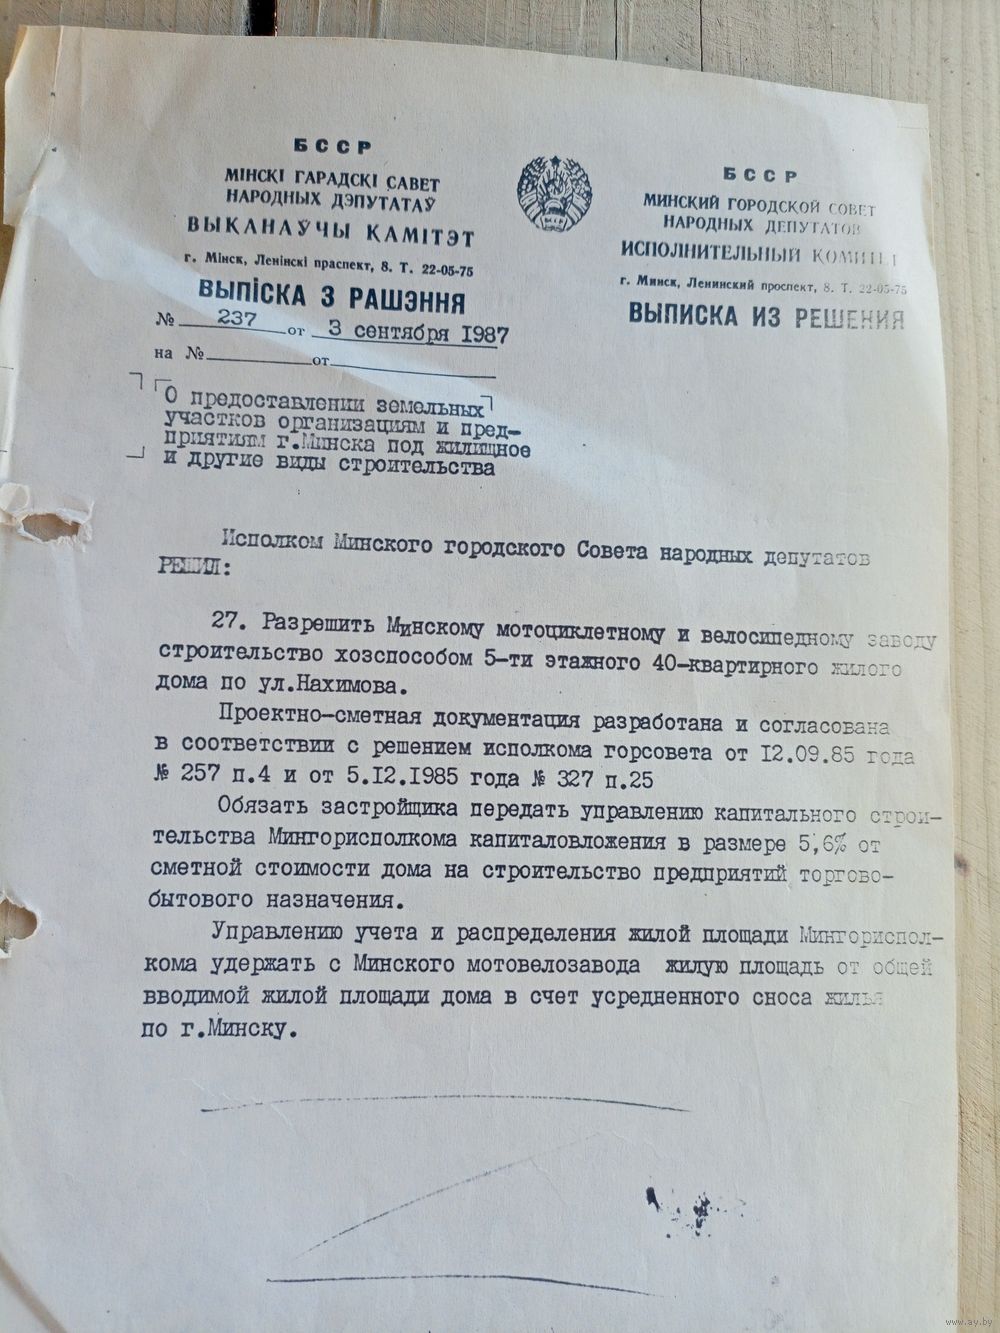 БССР
МІНСКІ ГАРАДСКІ САВЕТ
НАРОДНЫХ ДЭПУТАТАЎ
ВЫКАНАЎЧЫ КАМІТЭТ
г. Мінск, Ленінскі праспект, 8. Т. 22-05-75
ВЫПІСКА З РАШЭННЯ
№ 237 от 3 сентября 1987
на № от
БССР
БССР
МИНСКИЙ ГОРОДСКОЙ СОВЕТ
НАРОДНЫХ ДЕПУТАТОВ
ИСПОЛНИТЕЛЬНЫЙ КОМИТЕТ
г. Минск, Ленинский проспект, 8. Т. 22-05-75
ВЫПИСКА ИЗ РЕШЕНИЯ
О предоставлении земельных
участков организациям и пред-
приятиям г.Минска под жилищное
и другие виды строительства
Исполком Минского городского Совета народных депутатов
РЕШИЛ:
27. Разрешить Минскому мотоциклетному и велосипедному заводу
строительство хозспособом 5-ти этажного 40-квартирного жилого
дома по ул.Нахимова.
Проектно-сметная документация разработана и согласована
в соответствии с решением исполкома горсовета от 12.09.85 года
№ 257 п.4 и от 5.12.1985 года № 327 п.25
Обязать застройщика передать управлению капитального строи-
тельства Мингорисполкома капиталовложения в размере 5,6% от
сметной стоимости дома на строительство предприятий торгово-
бытового назначения.
Управлению учета и распределения жилой площади Мингориспол-
кома удержать с Минского мотовелозавода жилую площадь от общей
вводимой жилой площади дома в счет усредненного сноса жилья
по г.Минску.
www.ay.by